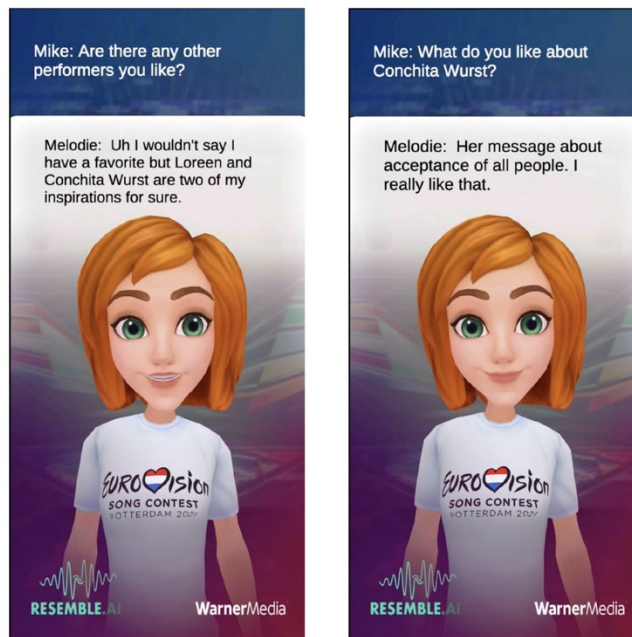 Mike: Are there any other
performers you like?
Melodie:  Uh I wouldn't say I
have a favorite but Loreen and
Conchita Wurst are two of my
inspirations for sure.
EUROVISION
SONG CONTEST
ROTTERDAM 2021
RESEMBLE.AI
WarnerMedia
Mike: What do you like about
Conchita Wurst?
Melodie:  Her message about
acceptance of all people. I
really like that.
EUROVISION
SONG CONTEST
ROTTERDAM 2021
RESEMBLE.AI
WarnerMedia